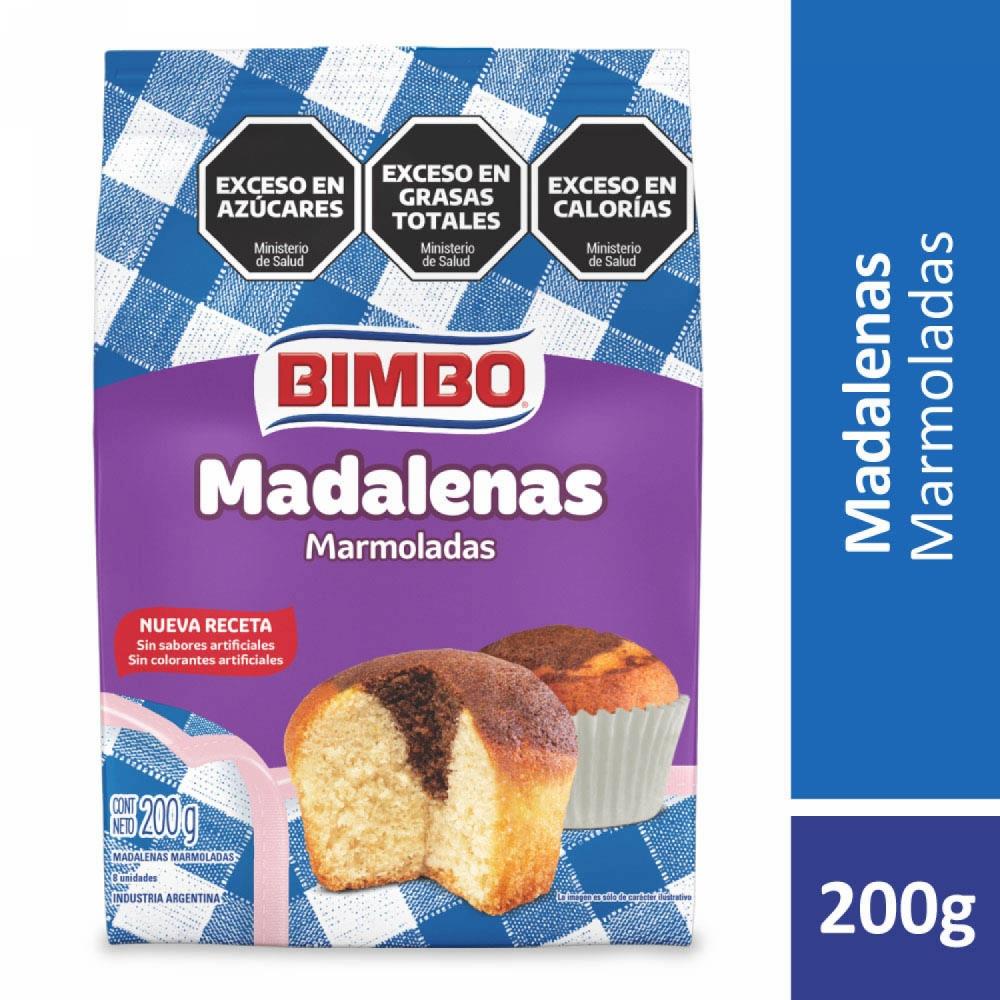 EXCESO EN
AZÚCARES
Ministerio
de Salud
EXCESO EN
GRASAS
TOTALES
Ministerio
de Salud
EXCESO EN
CALORÍAS
Ministerio
de Salud
BIMBO
Madalenas
Marmoladas
NUEVA RECETA
Sin sabores artificiales
Sin colorantes artificiales
CONT
NETO 200 g
MADALENAS MARMOLADAS
8 unidades
INDUSTRIA ARGENTINA
La imagen es sólo de carácter ilustrativo
Madalenas
Marmoladas
200g